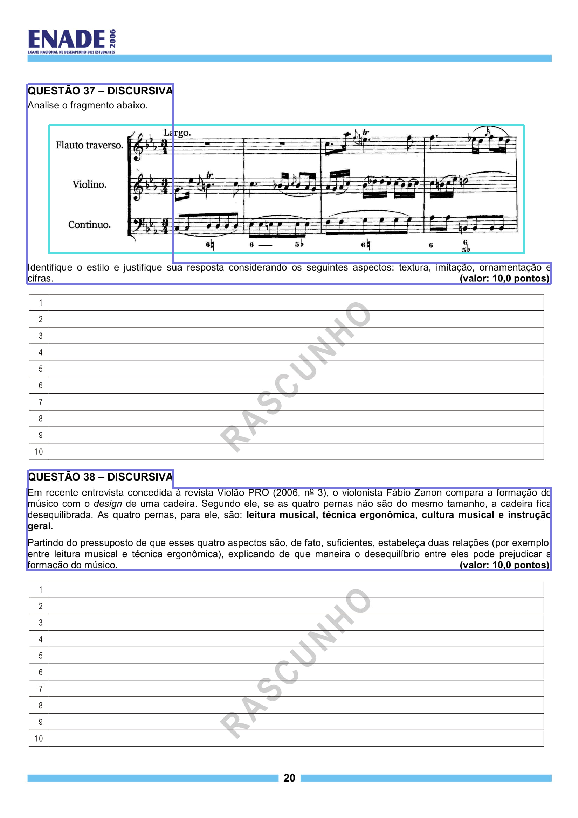 ENADE 2006
EXAME NACIONAL DE DESEMPENHO DOS ESTUDANTES
QUESTÃO 37 – DISCURSIVA
Analise o fragmento abaixo.
Largo.
Flauto traverso.
Violino.
Continuo.
6 6 — 5♭ 6 6 6
5♭
Identifique o estilo e justifique sua resposta considerando os seguintes aspectos: textura, imitação, ornamentação e
cifras. (valor: 10,0 pontos)
1
2
3
4
5
6
7
8
9
10
RASCUNHO
QUESTÃO 38 – DISCURSIVA
Em recente entrevista concedida à revista Violão PRO (2006, nº 3), o violonista Fábio Zanon compara a formação do
músico com o design de uma cadeira. Segundo ele, se as quatro pernas não são do mesmo tamanho, a cadeira fica
desequilibrada. As quatro pernas, para ele, são: leitura musical, técnica ergonômica, cultura musical e instrução
geral.
Partindo do pressuposto de que esses quatro aspectos são, de fato, suficientes, estabeleça duas relações (por exemplo,
entre leitura musical e técnica ergonômica), explicando de que maneira o desequilíbrio entre eles pode prejudicar a
formação do músico. (valor: 10,0 pontos)
1
2
3
4
5
6
7
8
9
10
RASCUNHO
20